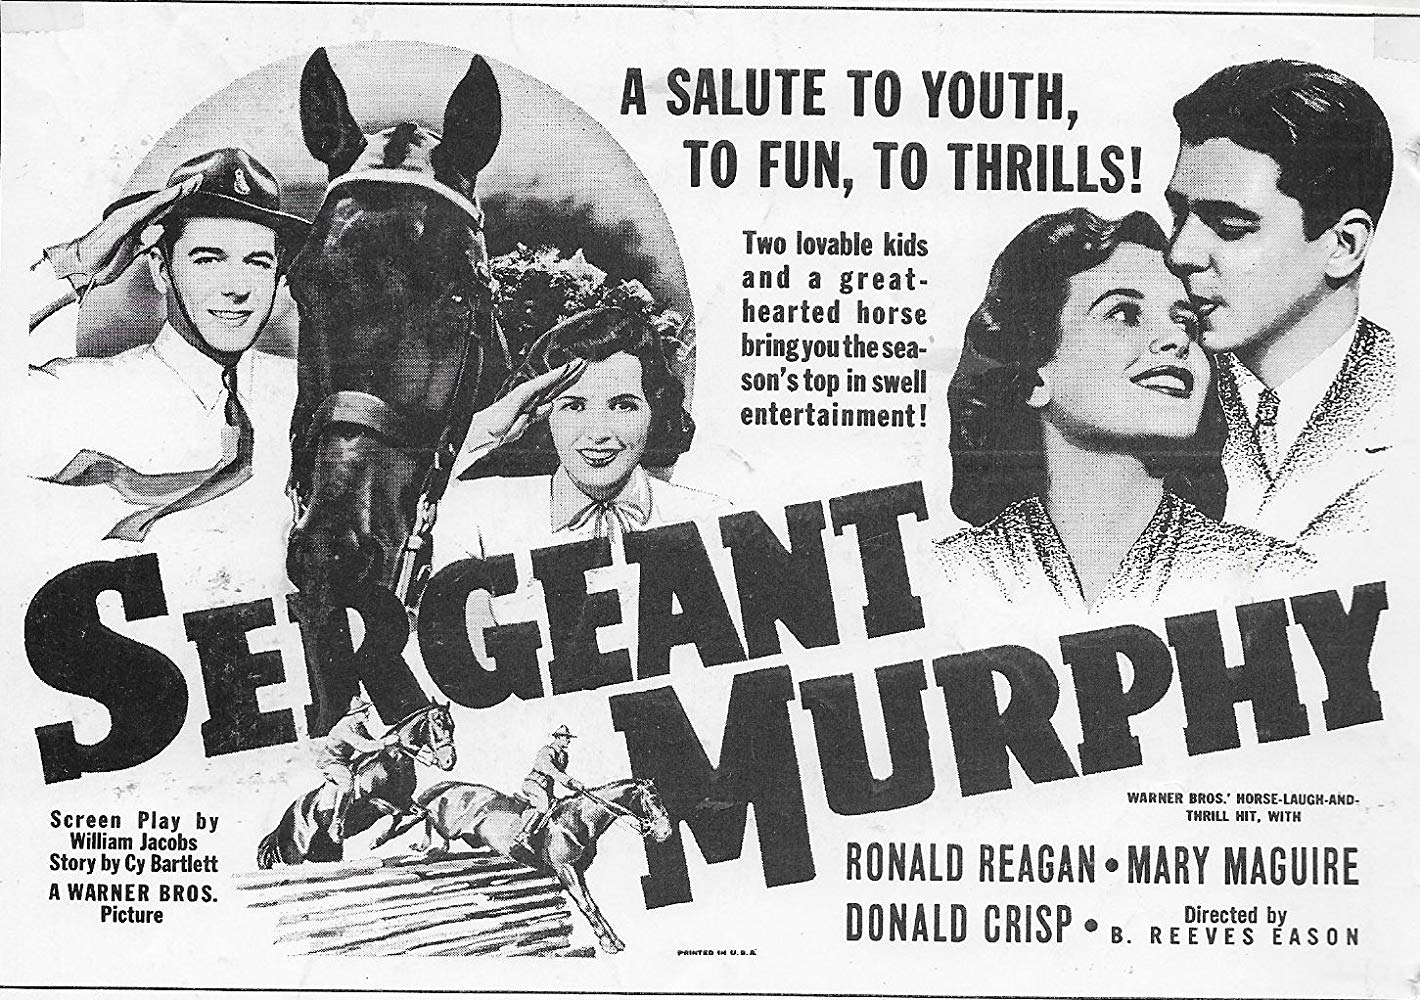 A SALUTE TO YOUTH,
TO FUN, TO THRILLS!
Two lovable kids
and a great-
hearted horse
bring you the sea-
son's top in swell
entertainment!
SERGEANT
MURPHY
Screen Play by
William Jacobs
Story by Cy Bartlett
A WARNER BROS.
Picture
WARNER BROS.' HORSE-LAUGH-AND-
THRILL HIT, WITH
RONALD REAGAN • MARY MAGUIRE
DONALD CRISP • Directed by
B. REEVES EASON
PRINTED IN U.S.A.